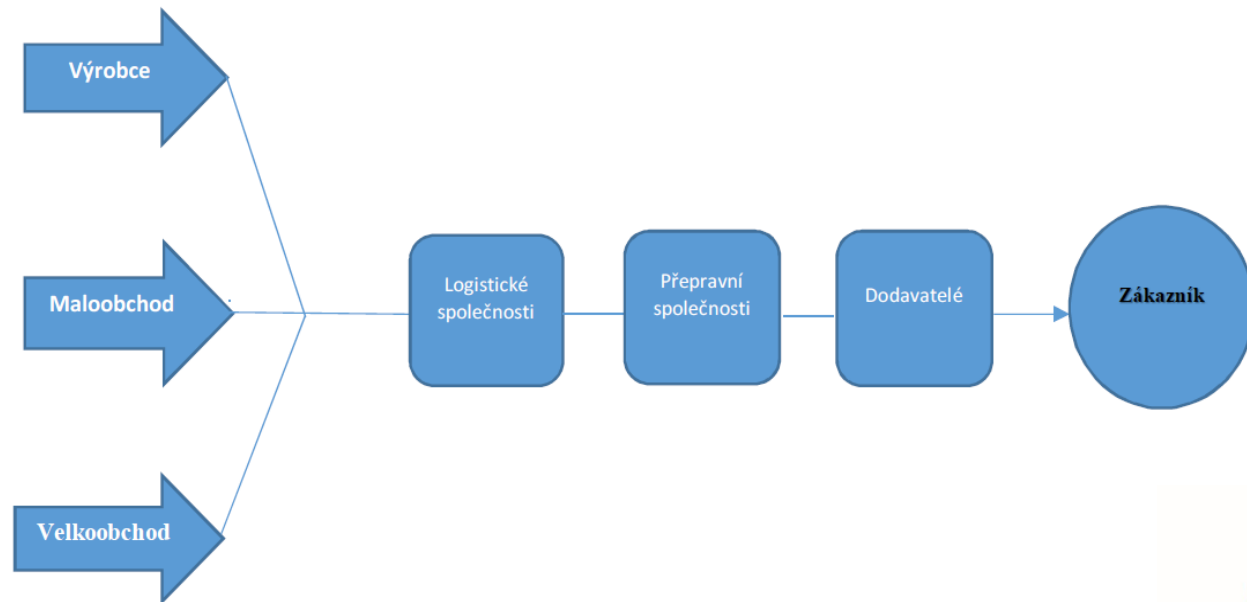 Výrobce
Maloobchod
Velkoobchod
Logistické
společnosti
Přepravní
společnosti
Dodavatelé
Zákazník